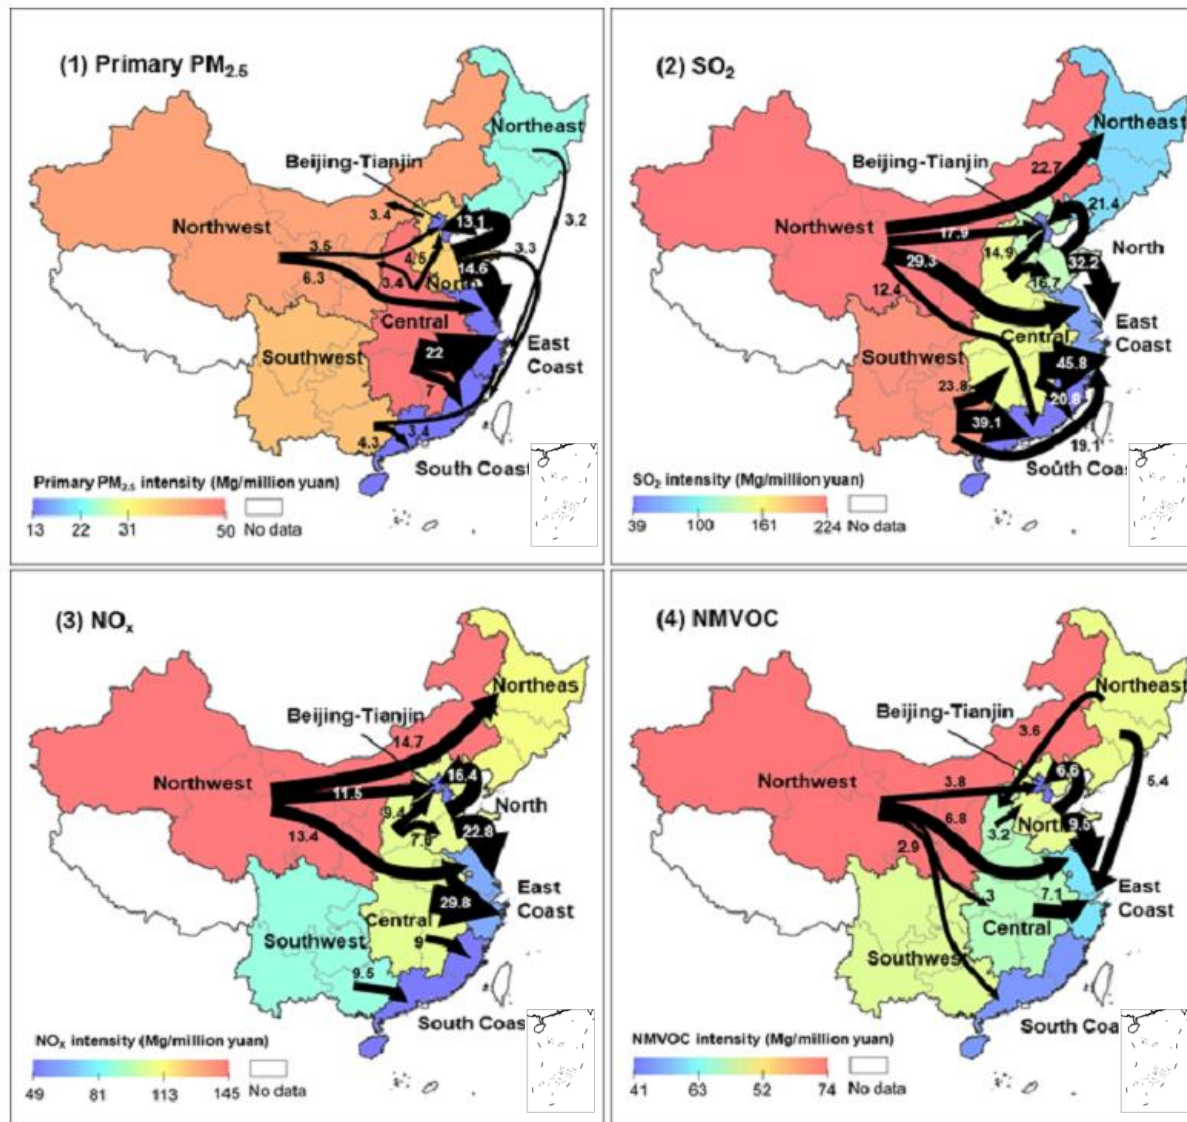 (1) Primary PM2.5
Northeast
Beijing-Tianjin
Northwest
3.4
13.1
3.2
3.5
3.3
4.5
14.6
6.3
3.4
North
Central
East
Coast
Southwest
22
7
4.3
3.4
South Coast
Primary PM2.5 intensity (Mg/million yuan)
13 22 31 50 No data
(2) SO2
Northeast
Beijing-Tianjin
22.7
Northwest
21.4
17.9
North
14.9
29.3
32.2
12.4
16.7
East
Coast
Central
45.8
23.8
20.8
39.1
19.1
South Coas
SO2 intensity (Mg/million yuan)
39 100 161 224 No data
(3) NOx
Northeas
Beijing-Tianjin
14.7
Northwest
16.4
11.5
North
9.4
13.4
22.8
East
Coast
29.8
Central
Southwest
9
9.5
South Coas
NOx intensity (Mg/million yuan)
49 81 113 145 No data
(4) NMVOC
Northeast
Beijing-Tianjin
3.6
Northwest
6.6
5.4
3.8
6.8
3.2
North
9.5
2.9
East
Coast
7.1
.3
Central
Southwest
South Coa
NMVOC intensity (Mg/million yuan)
41 63 52 74 No data